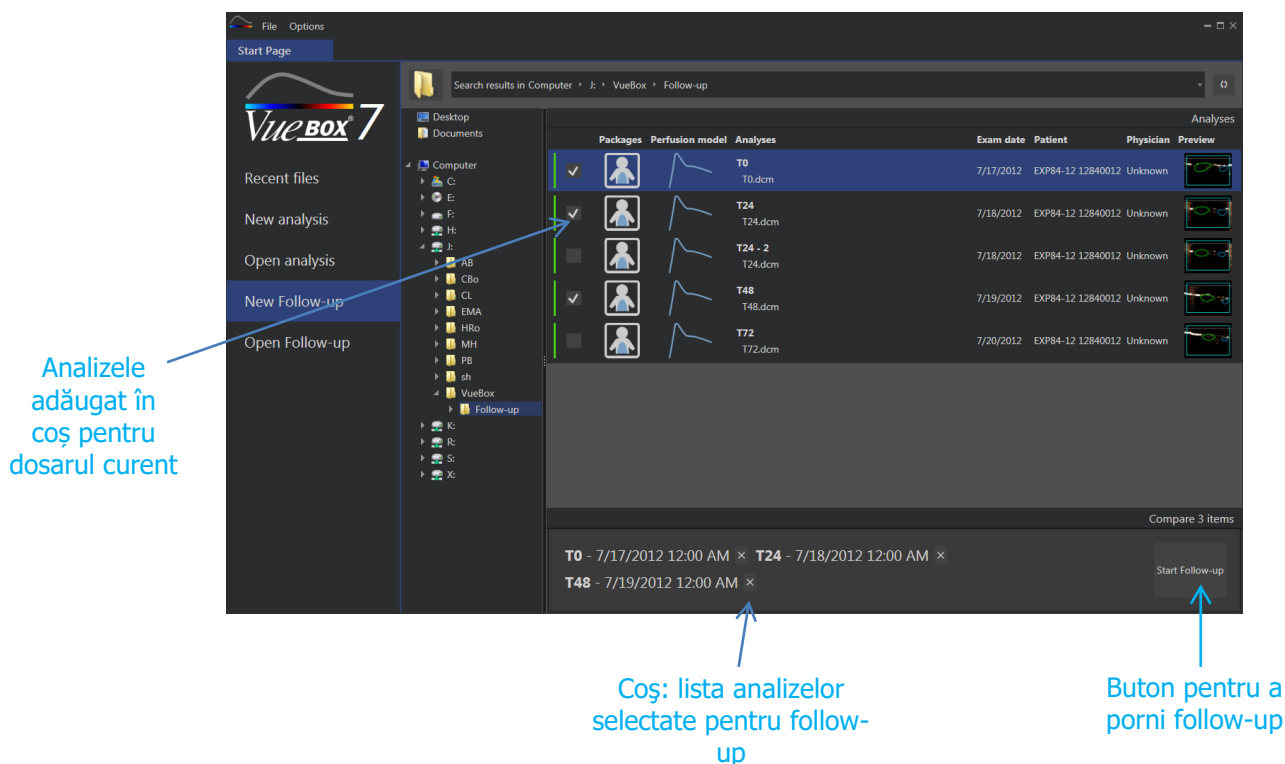 File Options
Start Page
VUEBOX® 7
Recent files
New analysis
Open analysis
New Follow-up
Open Follow-up
Search results in Computer J: VueBox Follow-up
Desktop
Documents
Computer
C:
E:
F:
H:
J:
AB
CBo
CL
EMA
HRo
MH
PB
sh
VueBox
Follow-up
K:
R:
S:
X:
Analyses
Packages Perfusion model Analyses Exam date Patient Physician Preview
T0
T0.dcm
7/17/2012 EXP84-12 12840012 Unknown
T24
T24.dcm
7/18/2012 EXP84-12 12840012 Unknown
T24 - 2
T24.dcm
7/18/2012 EXP84-12 12840012 Unknown
T48
T48.dcm
7/19/2012 EXP84-12 12840012 Unknown
T72
T72.dcm
7/20/2012 EXP84-12 12840012 Unknown
Compare 3 items
T0 - 7/17/2012 12:00 AM × T24 - 7/18/2012 12:00 AM ×
T48 - 7/19/2012 12:00 AM ×
Start Follow-up
Analizele
adăugat în
coș pentru
dosarul curent
Coş: lista analizelor
selectate pentru follow-
up
Buton pentru a
porni follow-up